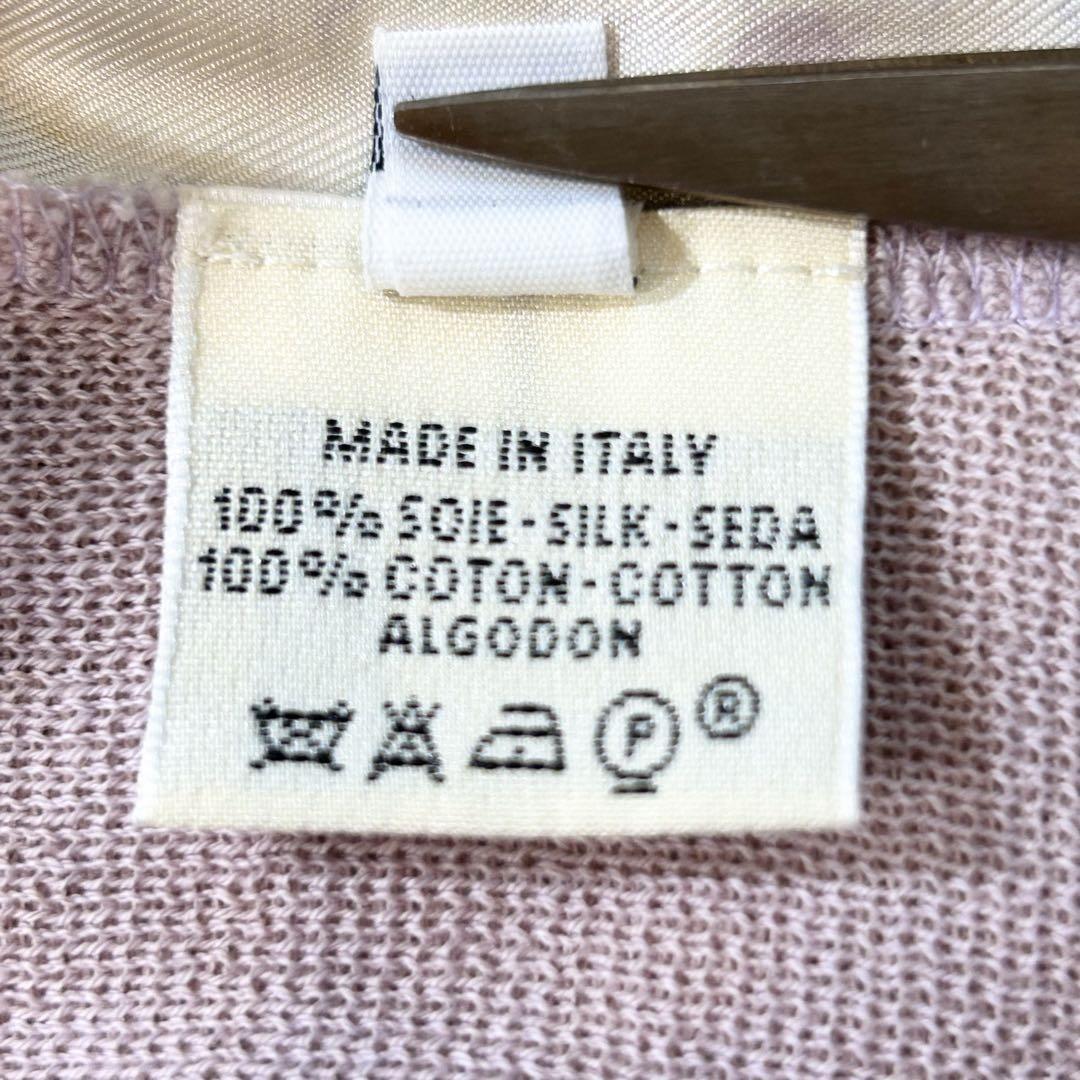 MADE IN ITALY
100% SOIE - SILK - SEDA
100% COTON - COTTON
ALGODON
P ®